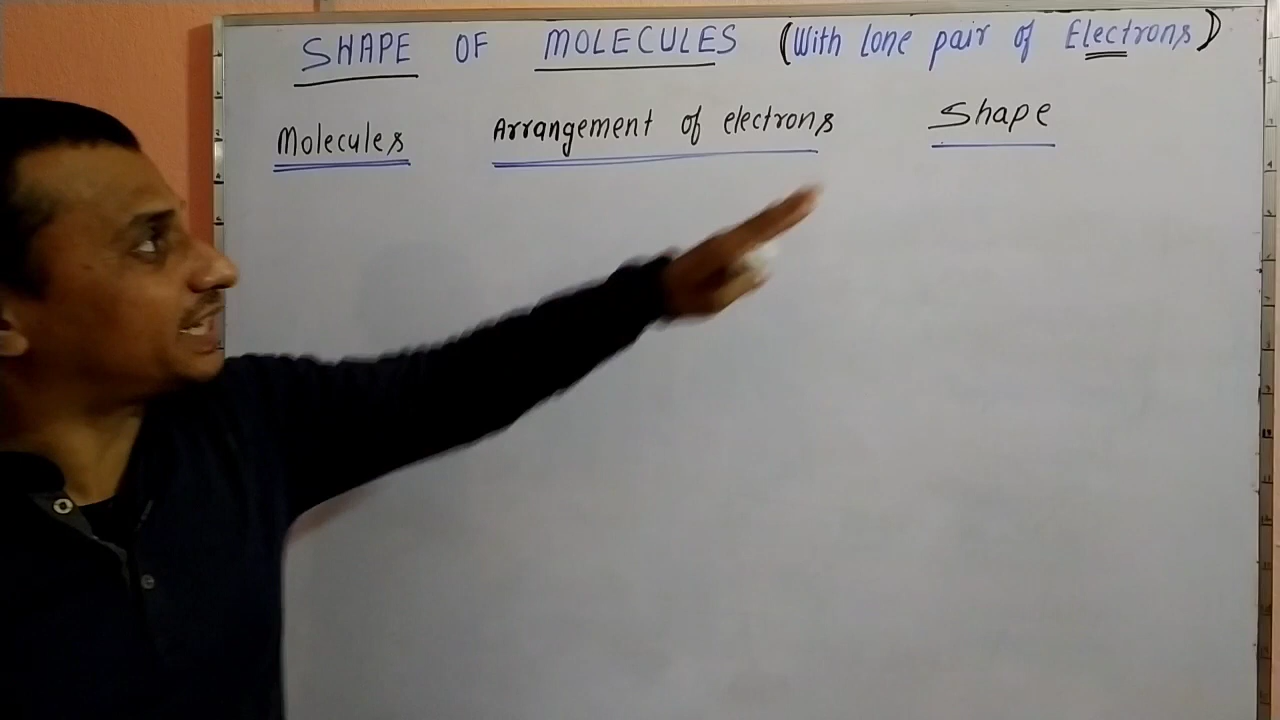 SHAPE OF MOLECULES (With lone pair of Electrons)
Molecules Arrangement of electrons Shape